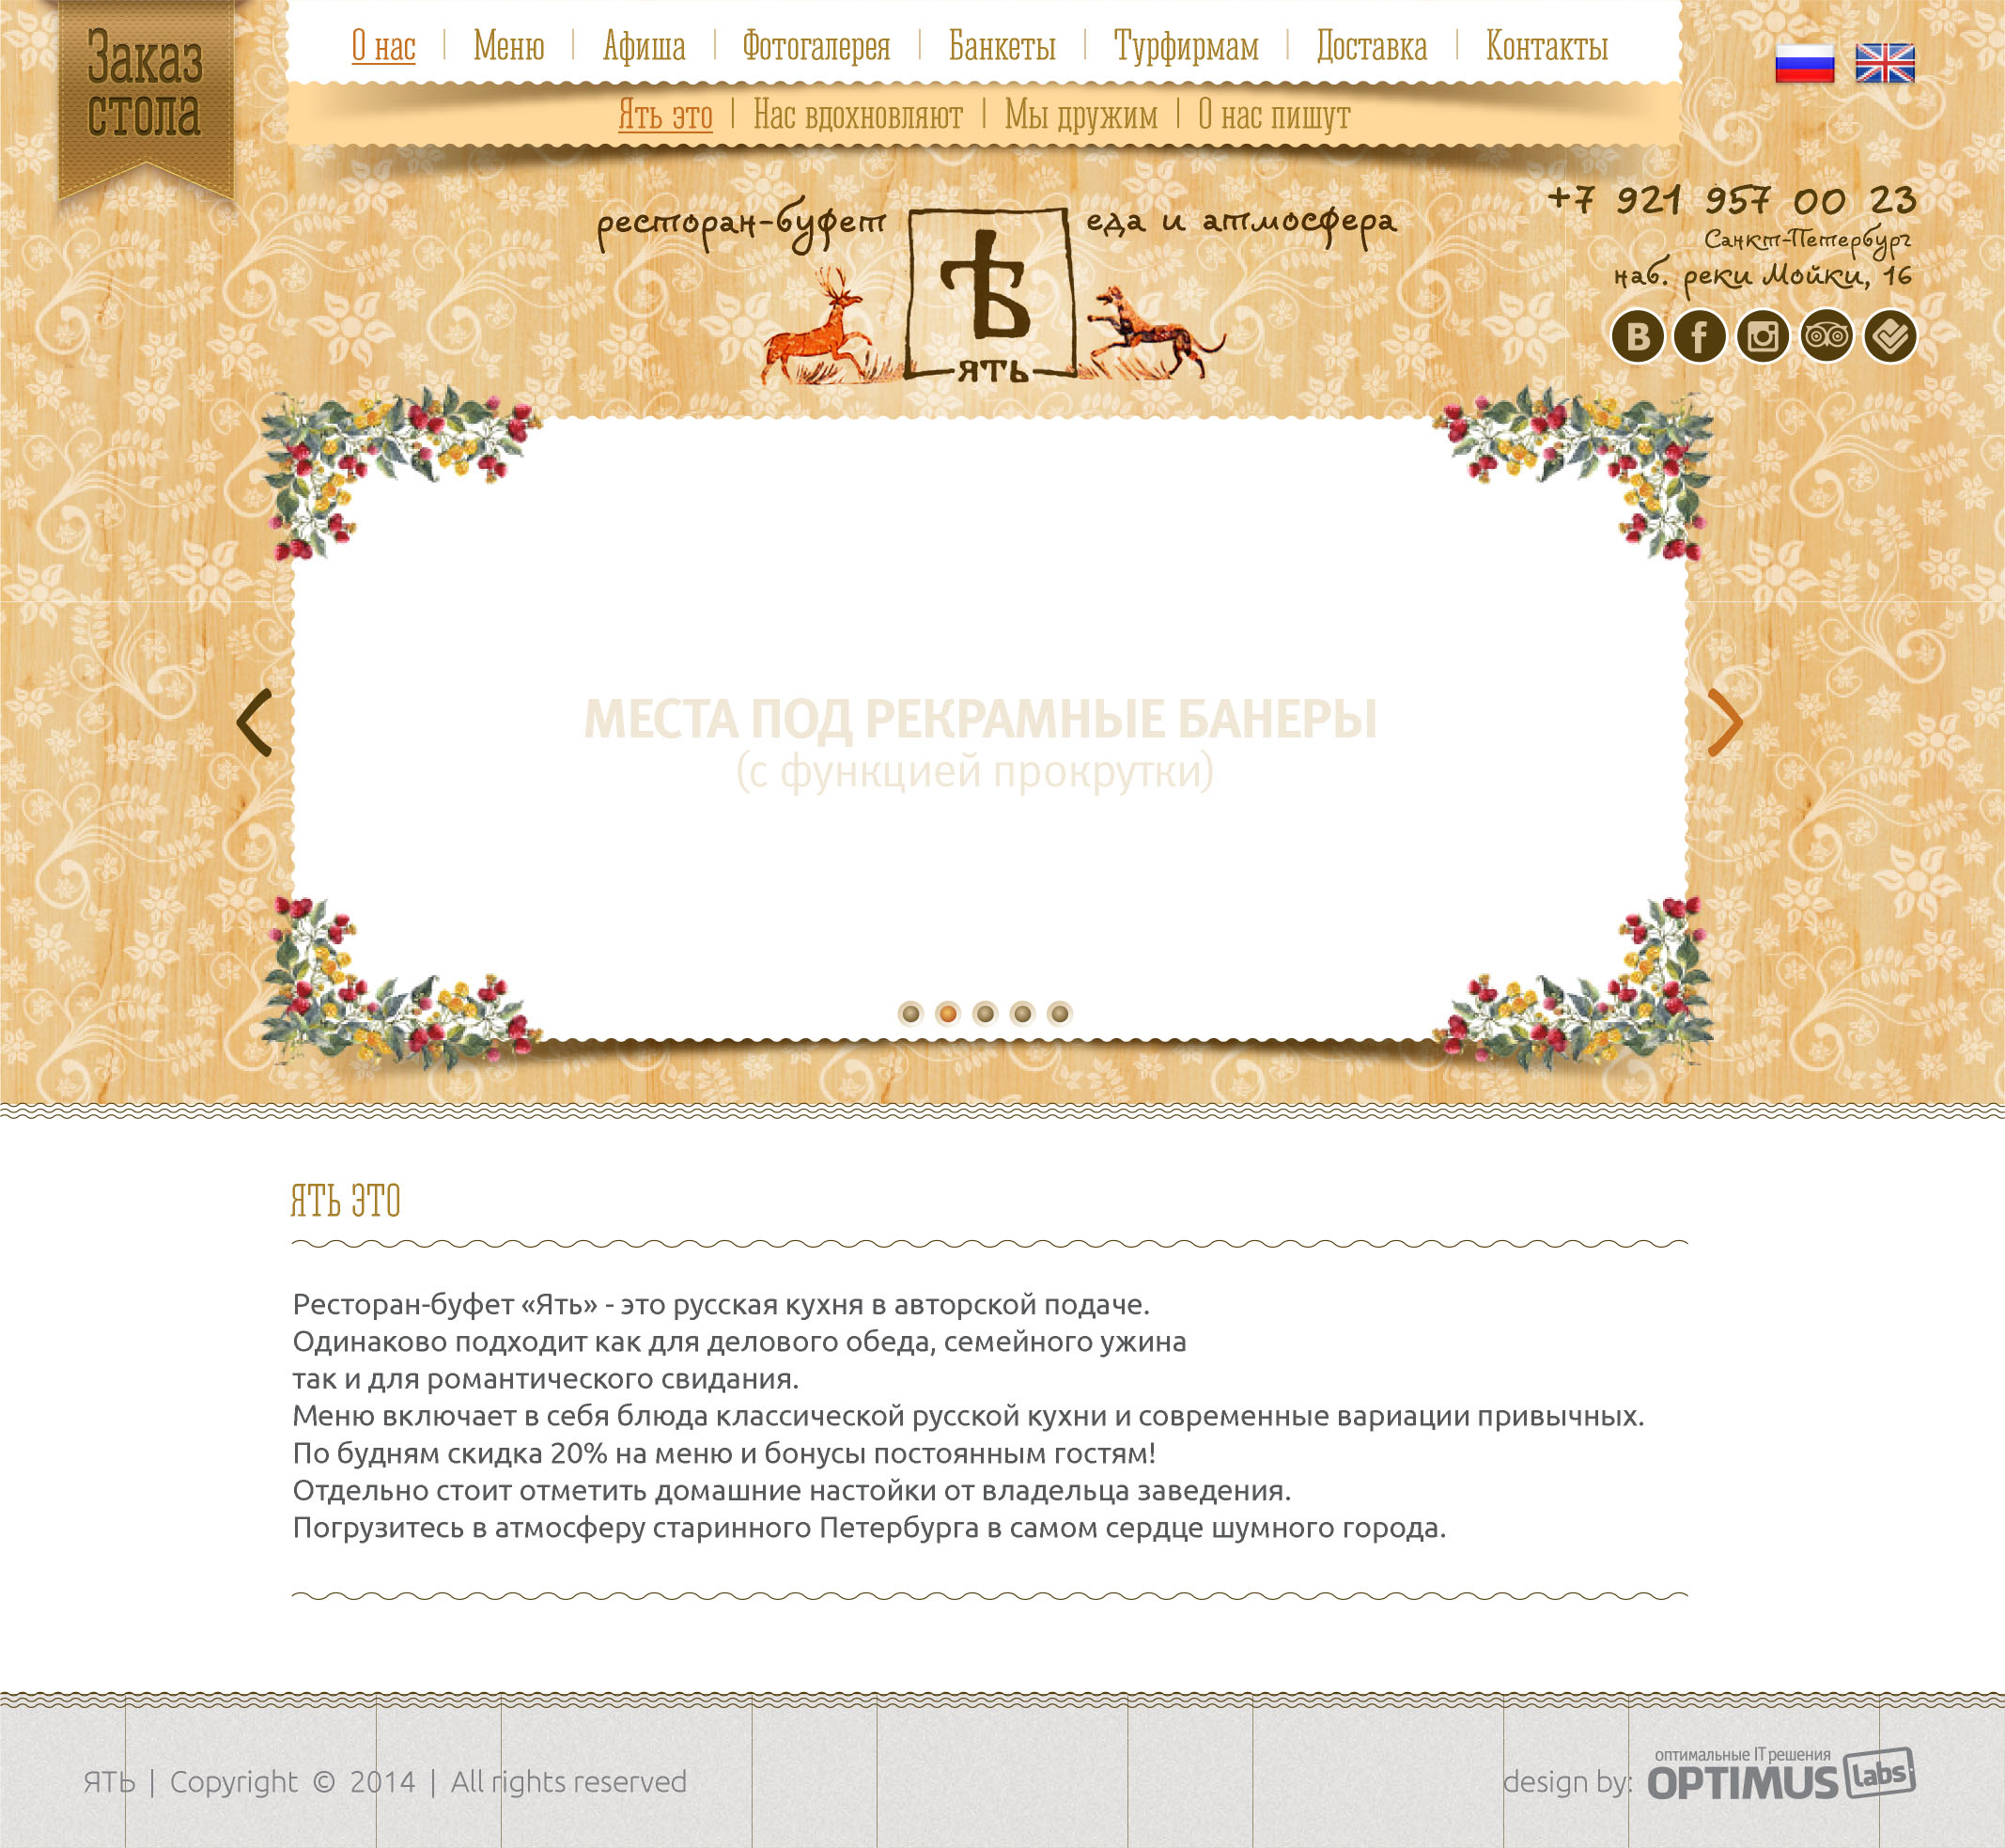 Заказ
стола
О нас | Меню | Афиша | Фотогалерея | Банкеты | Турфирмам | Доставка | Контакты
Ять это | Нас вдохновляют | Мы дружим | О нас пишут
ресторан-буфет
Ѣ
ЯТЬ
еда и атмосфера
+7 921 957 00 23
Санкт-Петербург
наб. реки Мойки, 16
МЕСТА ПОД РЕКРАМНЫЕ БАНЕРЫ
(с функцией прокрутки)
ЯТЬ ЭТО
Ресторан-буфет «Ять» - это русская кухня в авторской подаче.
Одинаково подходит как для делового обеда, семейного ужина
так и для романтического свидания.
Меню включает в себя блюда классической русской кухни и современные вариации привычных.
По будням скидка 20% на меню и бонусы постоянным гостям!
Отдельно стоит отметить домашние настойки от владельца заведения.
Погрузитесь в атмосферу старинного Петербурга в самом сердце шумного города.
ЯТЬ | Copyright © 2014 | All rights reserved
design by:
оптимальные IT решения
OPTIMUS labs